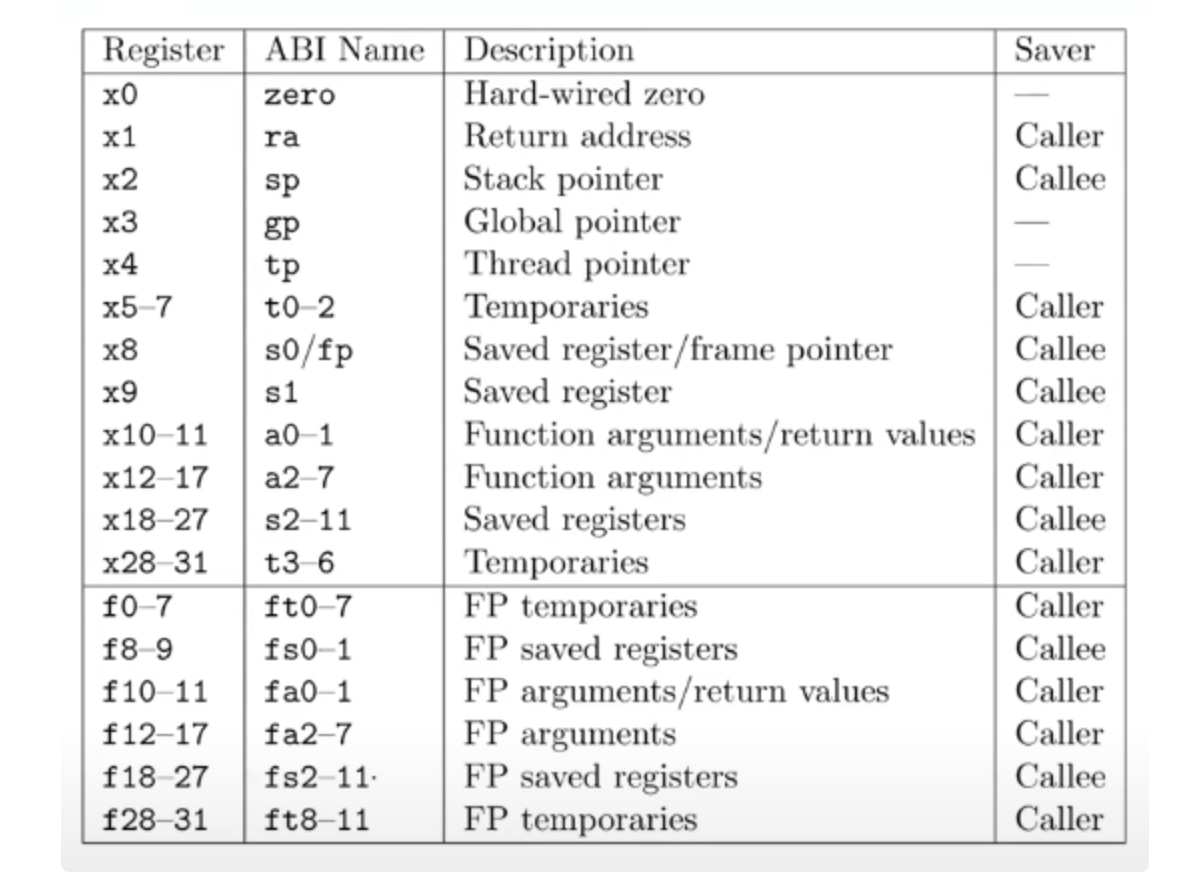 Register ABI Name Description Saver
x0 zero Hard-wired zero —
x1 ra Return address Caller
x2 sp Stack pointer Callee
x3 gp Global pointer —
x4 tp Thread pointer —
x5–7 t0–2 Temporaries Caller
x8 s0/fp Saved register/frame pointer Callee
x9 s1 Saved register Callee
x10–11 a0–1 Function arguments/return values Caller
x12–17 a2–7 Function arguments Caller
x18–27 s2–11 Saved registers Callee
x28–31 t3–6 Temporaries Caller
f0–7 ft0–7 FP temporaries Caller
f8–9 fs0–1 FP saved registers Callee
f10–11 fa0–1 FP arguments/return values Caller
f12–17 fa2–7 FP arguments Caller
f18–27 fs2–11 FP saved registers Callee
f28–31 ft8–11 FP temporaries Caller